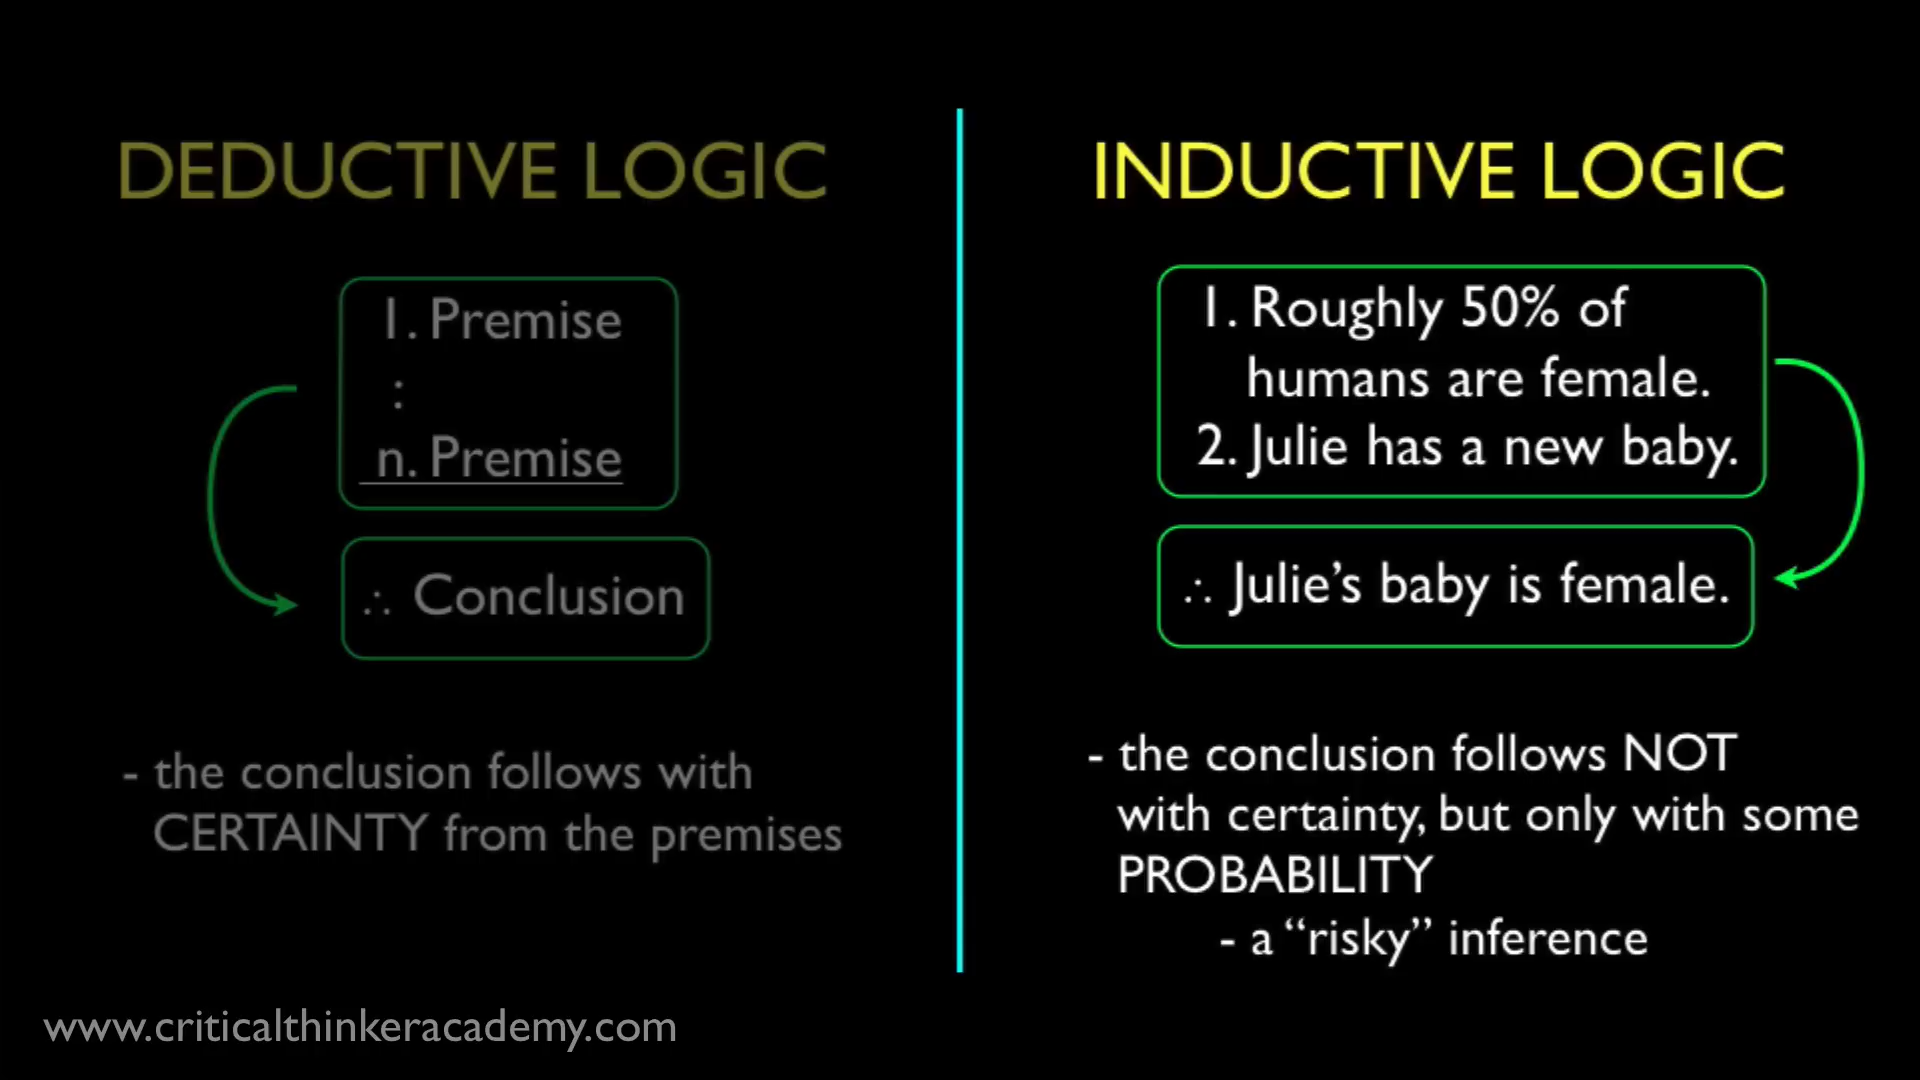 DEDUCTIVE LOGIC
1. Premise
:
n. Premise
∴ Conclusion
- the conclusion follows with
CERTAINTY from the premises
INDUCTIVE LOGIC
1. Roughly 50% of
humans are female.
2. Julie has a new baby.
∴ Julie’s baby is female.
- the conclusion follows NOT
with certainty, but only with some
PROBABILITY
- a “risky” inference
www.criticalthinkeracademy.com